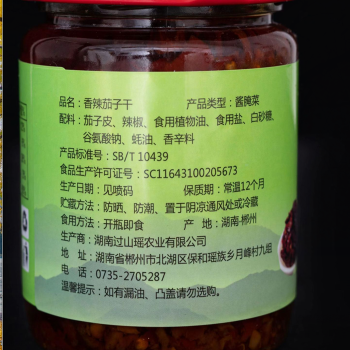 品名：香辣茄子干 产品类型：酱腌菜
配料：茄子皮、辣椒、食用植物油、食用盐、白砂糖、
谷氨酸钠、蚝油、香辛料
产品标准号：SB/T 10439
食品生产许可证号：SC11643100205673
生产日期：见喷码 保质期：常温12个月
贮藏方法：防晒、防潮、置于阴凉通风处或冷藏
食用方法：开瓶即食 产 地：湖南·郴州
生产商：湖南过山瑶农业有限公司
地 址：湖南省郴州市北湖区保和瑶族乡月峰村九组
电 话：0735-2705287
温馨提示：如有漏油、凸盖请勿选购。